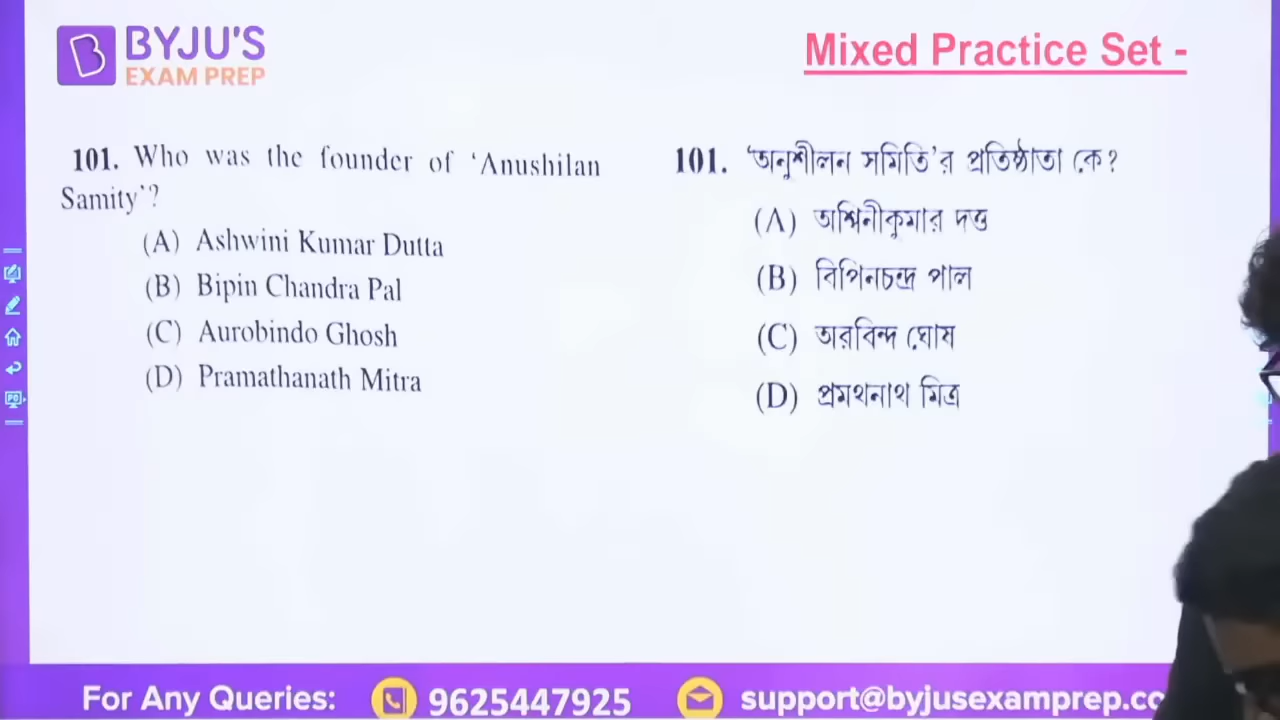 BYJU'S
EXAM PREP
Mixed Practice Set -
101. Who was the founder of ‘Anushilan
Samity’?
(A) Ashwini Kumar Dutta
(B) Bipin Chandra Pal
(C) Aurobindo Ghosh
(D) Pramathanath Mitra
101. ‘অনুশীলন সমিতি’র প্রতিষ্ঠাতা কে?
(A) অশ্বিনীকুমার দত্ত
(B) বিপিনচন্দ্র পাল
(C) অরবিন্দ ঘোষ
(D) প্রমথনাথ মিত্র
For Any Queries: 9625447925 support@byjusexamprep.co